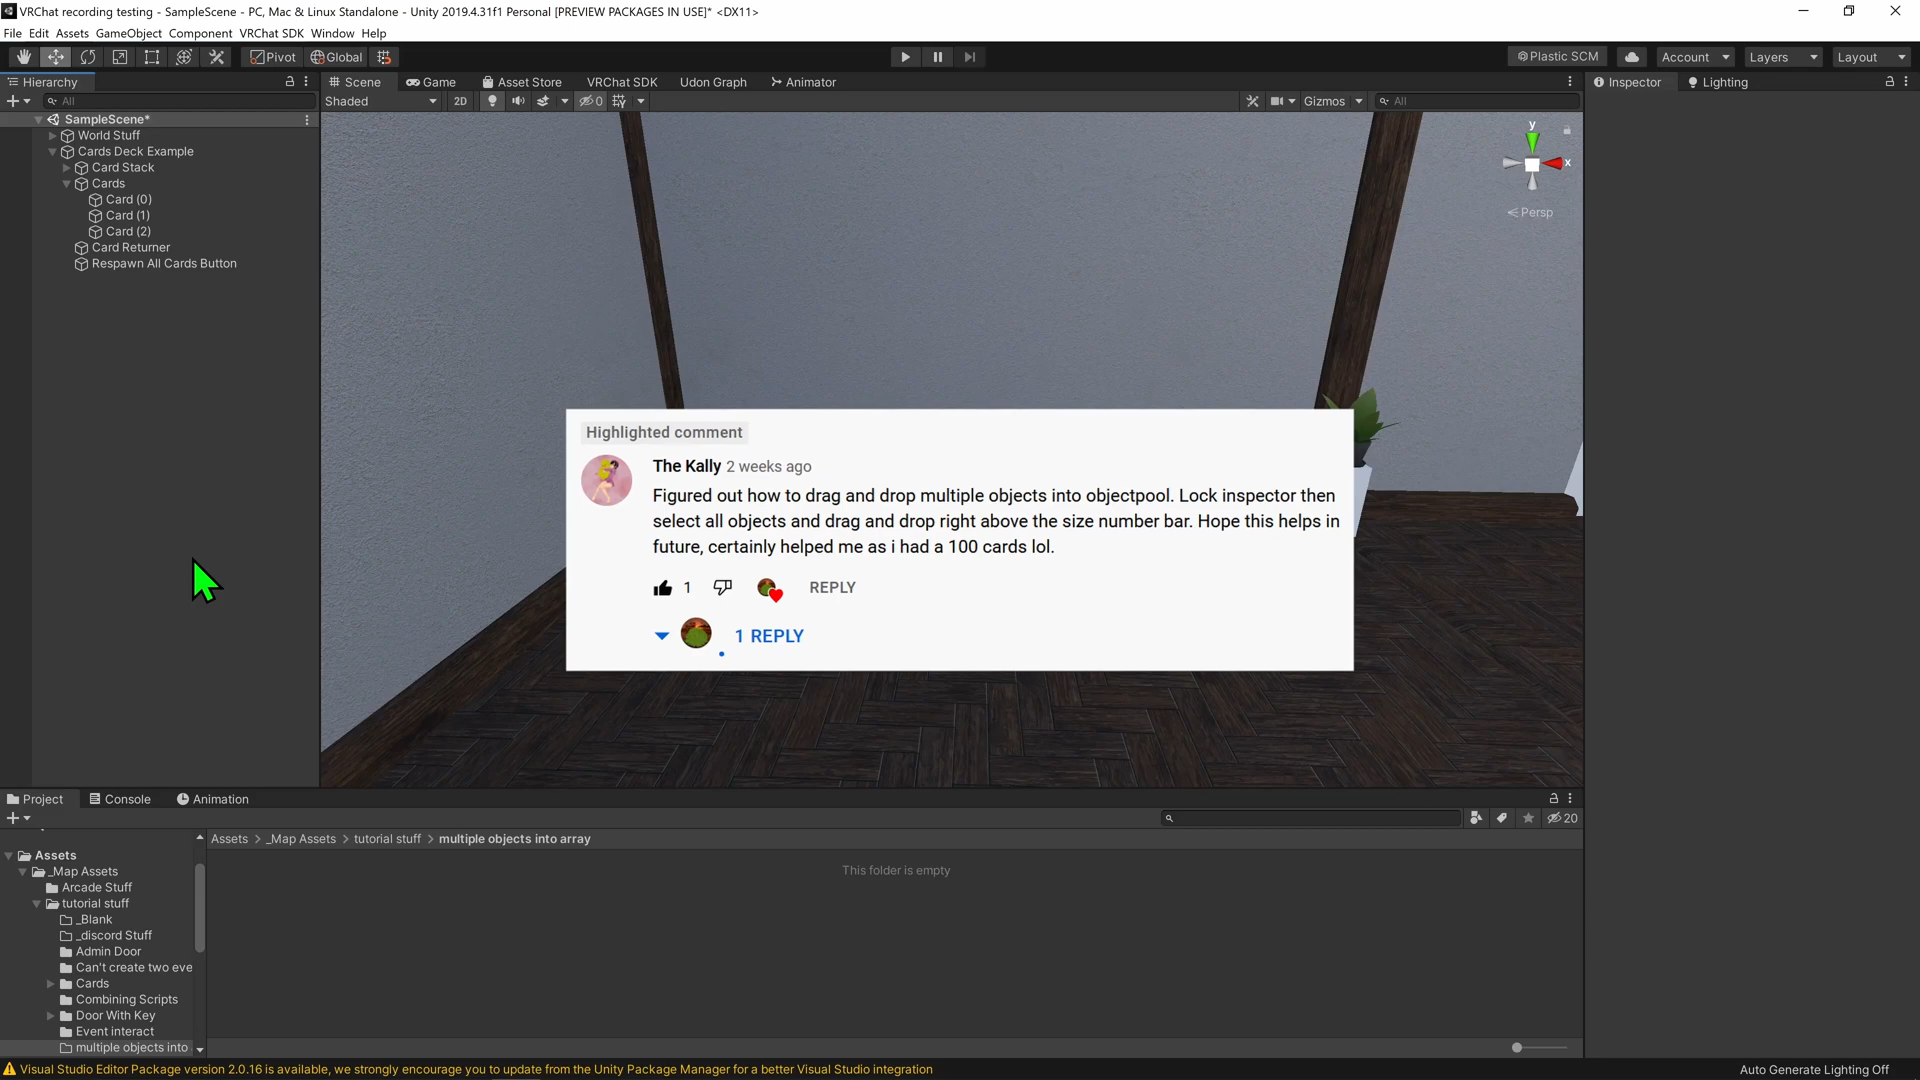 VRChat recording testing - SampleScene - PC, Mac & Linux Standalone - Unity 2019.4.31f1 Personal [PREVIEW PACKAGES IN USE]* <DX11>
File Edit Assets GameObject Component VRChat SDK Window Help
Pivot Global Plastic SCM Account Layers Layout
Hierarchy Scene Game Asset Store VRChat SDK Udon Graph Animator Inspector Lighting
All Shaded 2D 0 Gizmos All
SampleScene*
World Stuff
Cards Deck Example
Card Stack
Cards
Card (0)
Card (1)
Card (2)
Card Returner
Respawn All Cards Button
y
x
Persp
Highlighted comment
The Kally 2 weeks ago
Figured out how to drag and drop multiple objects into objectpool. Lock inspector then
select all objects and drag and drop right above the size number bar. Hope this helps in
future, certainly helped me as i had a 100 cards lol.
1 REPLY
1 REPLY
Project Console Animation
20
Assets > _Map Assets > tutorial stuff > multiple objects into array
This folder is empty
Assets
_Map Assets
Arcade Stuff
tutorial stuff
_Blank
_discord Stuff
Admin Door
Can't create two eve
Cards
Combining Scripts
Door With Key
Event interact
multiple objects into
Visual Studio Editor Package version 2.0.16 is available, we strongly encourage you to update from the Unity Package Manager for a better Visual Studio integration
Auto Generate Lighting Off